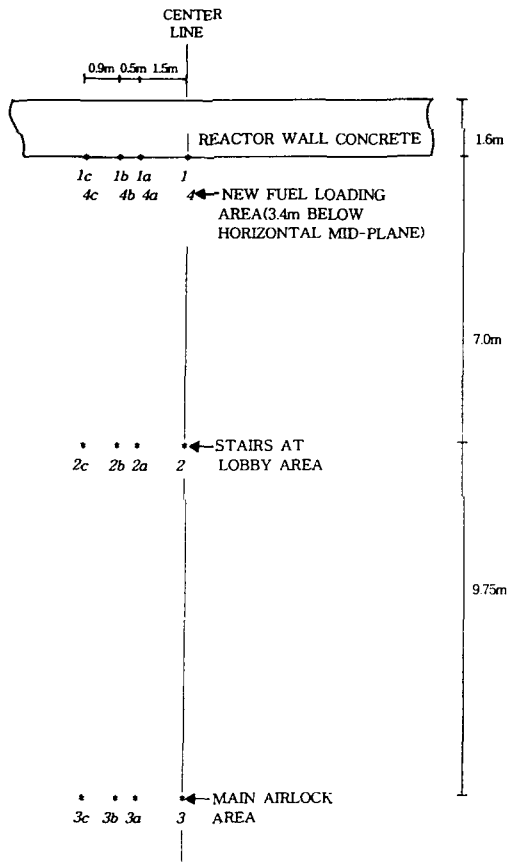 CENTER
LINE
0.9m 0.5m 1.5m
REACTOR WALL CONCRETE
1.6m
1c 1b 1a 1
4c 4b 4a 4 NEW FUEL LOADING
AREA(3.4m BELOW
HORIZONTAL MID-PLANE)
7.0m
STAIRS AT
2c 2b 2a 2 LOBBY AREA
9.75m
MAIN AIRLOCK
3c 3b 3a 3 AREA